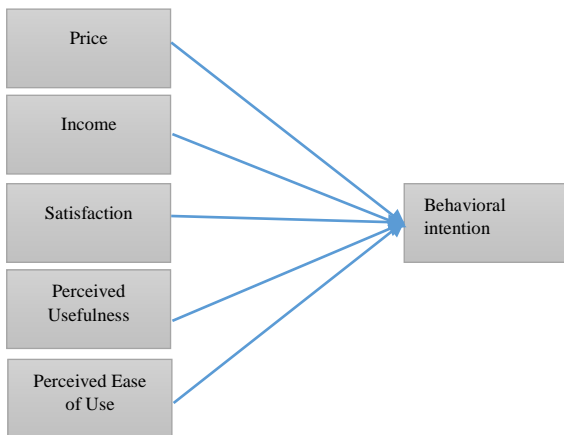 Price
Income
Satisfaction
Behavioral
intention
Perceived
Usefulness
Perceived Ease
of Use